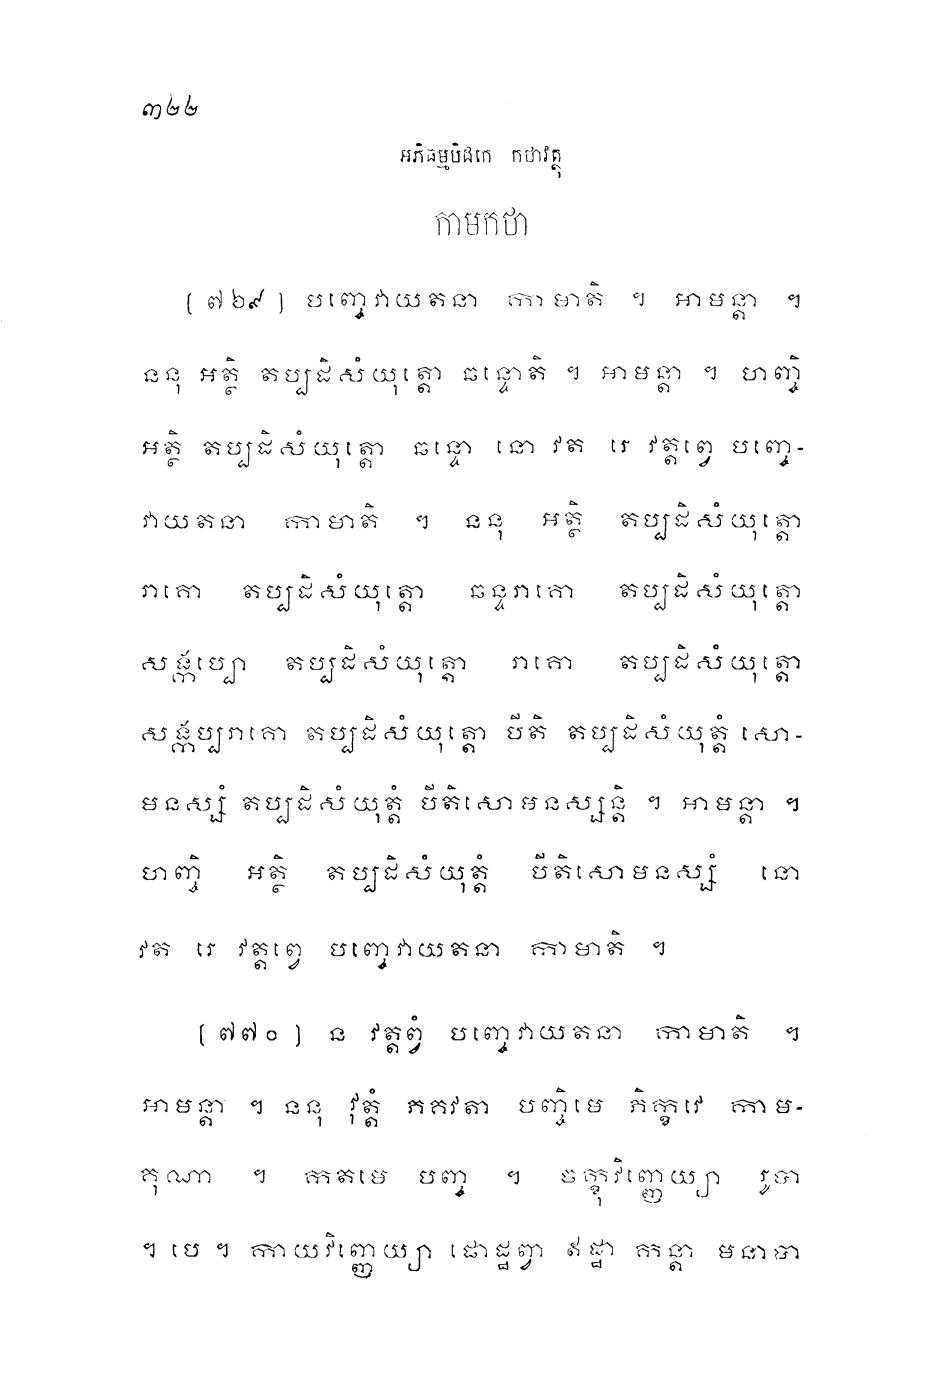 ៣២២
អភិធម្មបិដកេ កថាវត្ថុ
កាមកថា
[៧៦៩] បញ្ចេវាយតនា កាមាតិ ។ អាមន្តា ។
ននុ អត្ថិ តប្បដិសំយុត្តោ ឆន្ទោតិ ។ អាមន្តា ។ ហញ្ចិ
អត្ថិ តប្បដិសំយុត្តោ ឆន្ទោ នោ វត រេ វត្តព្វេ បញ្ចេ-
វាយតនា កាមាតិ ។ ននុ អត្ថិ តប្បដិសំយុត្តោ
រាគោ តប្បដិសំយុត្តោ ឆន្ទរាគោ តប្បដិសំយុត្តោ
សង្កប្បោ តប្បដិសំយុត្តោ រាគោ តប្បដិសំយុត្តោ
សង្កប្បរាគោ តប្បដិសំយុត្តោ បីតិ តប្បដិសំយុត្តំ សោ-
មនស្សំ តប្បដិសំយុត្តំ បីតិសោមនស្សន្តិ ។ អាមន្តា ។
ហញ្ចិ អត្ថិ តប្បដិសំយុត្តំ បីតិសោមនស្សំ នោ
វត រេ វត្តព្វេ បញ្ចេវាយតនា កាមាតិ ។
[៧៧០] ន វត្តព្វំ បញ្ចេវាយតនា កាមាតិ ។
អាមន្តា ។ ននុ វុត្តំ ភគវតា បញ្ចិមេ ភិក្ខវេ កាម-
គុណា ។ កតមេ បញ្ច ។ ចក្ខុវិញ្ញេយ្យា រូបា
។ បេ ។ កាយវិញ្ញេយ្យា ផោដ្ឋព្វា ឥដ្ឋា កន្តា មនាបា